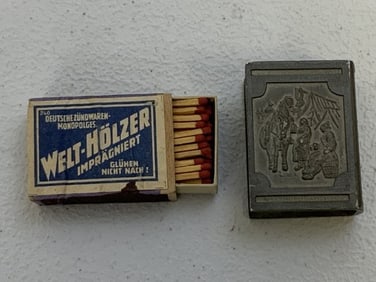 DEUTSCHE ZÜNDWAREN-
MONOPOLGES.
WELT-HÖLZER
IMPRÄGNIERT
GLÜHEN
NICHT NACH!